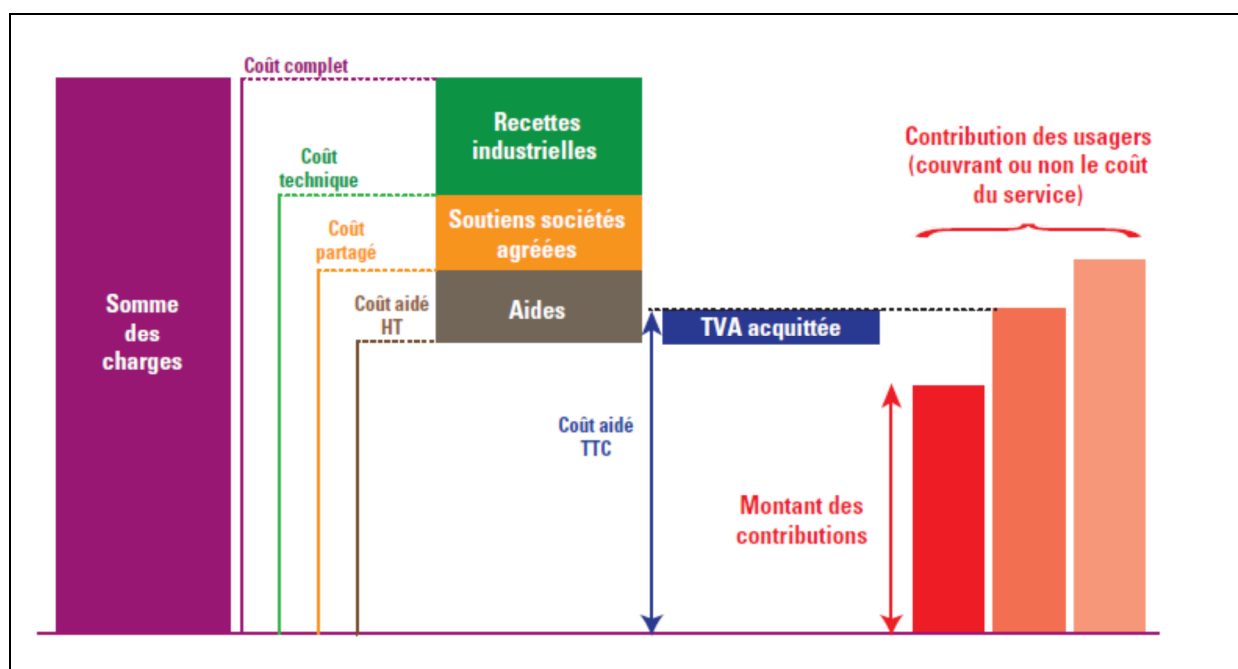 Coût complet
Recettes
industrielles
Coût
technique
Soutiens sociétés
agréées
Coût
partagé
Aides
Coût aidé
HT
Somme
des
charges
TVA acquittée
Coût aidé
TTC
Contribution des usagers
(couvrant ou non le coût
du service)
Montant des
contributions